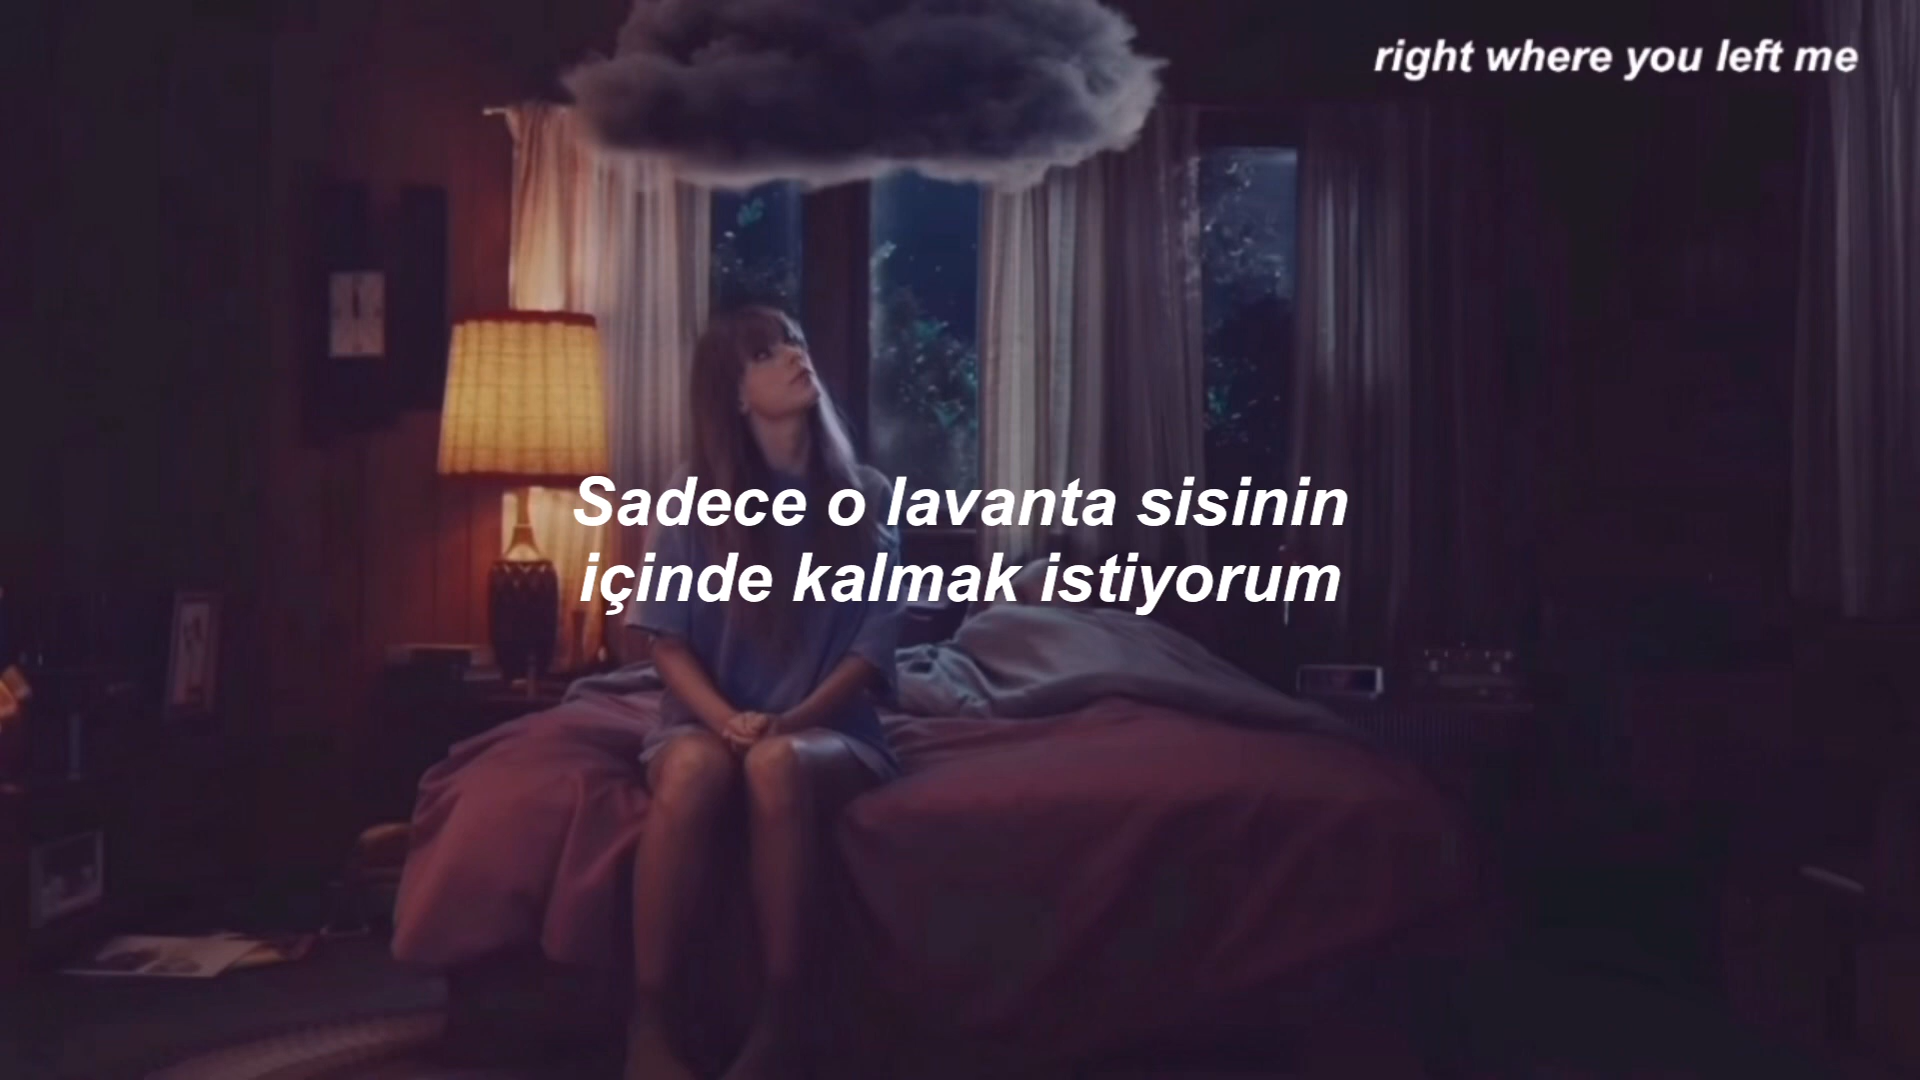 right where you left me
Sadece o lavanta sisinin
içinde kalmak istiyorum